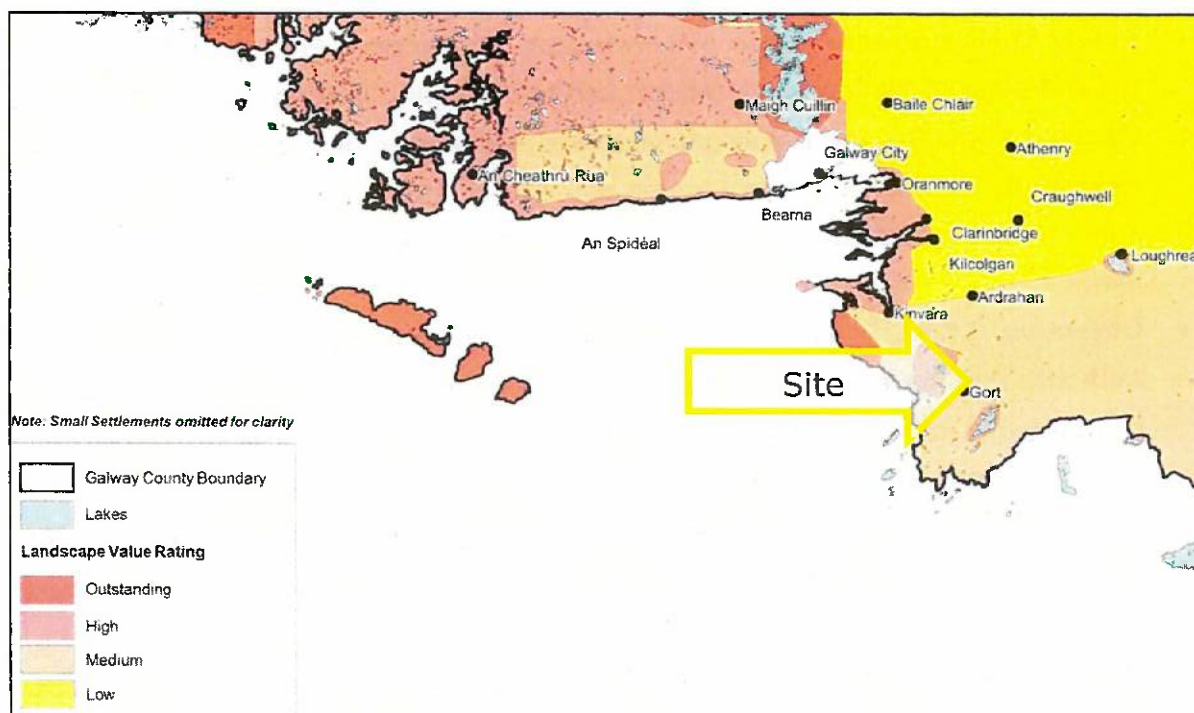 Maigh Cuillin
Baile Chláir
Galway City
Athenry
An Cheathrú Rua
Oranmore
Craughwell
Bearna
Clarinbridge
An Spidéal
Kilcolgan
Loughrea
Ardrahan
Kinvara
Site
Gort
Note: Small Settlements omitted for clarity
Galway County Boundary
Lakes
Landscape Value Rating
Outstanding
High
Medium
Low